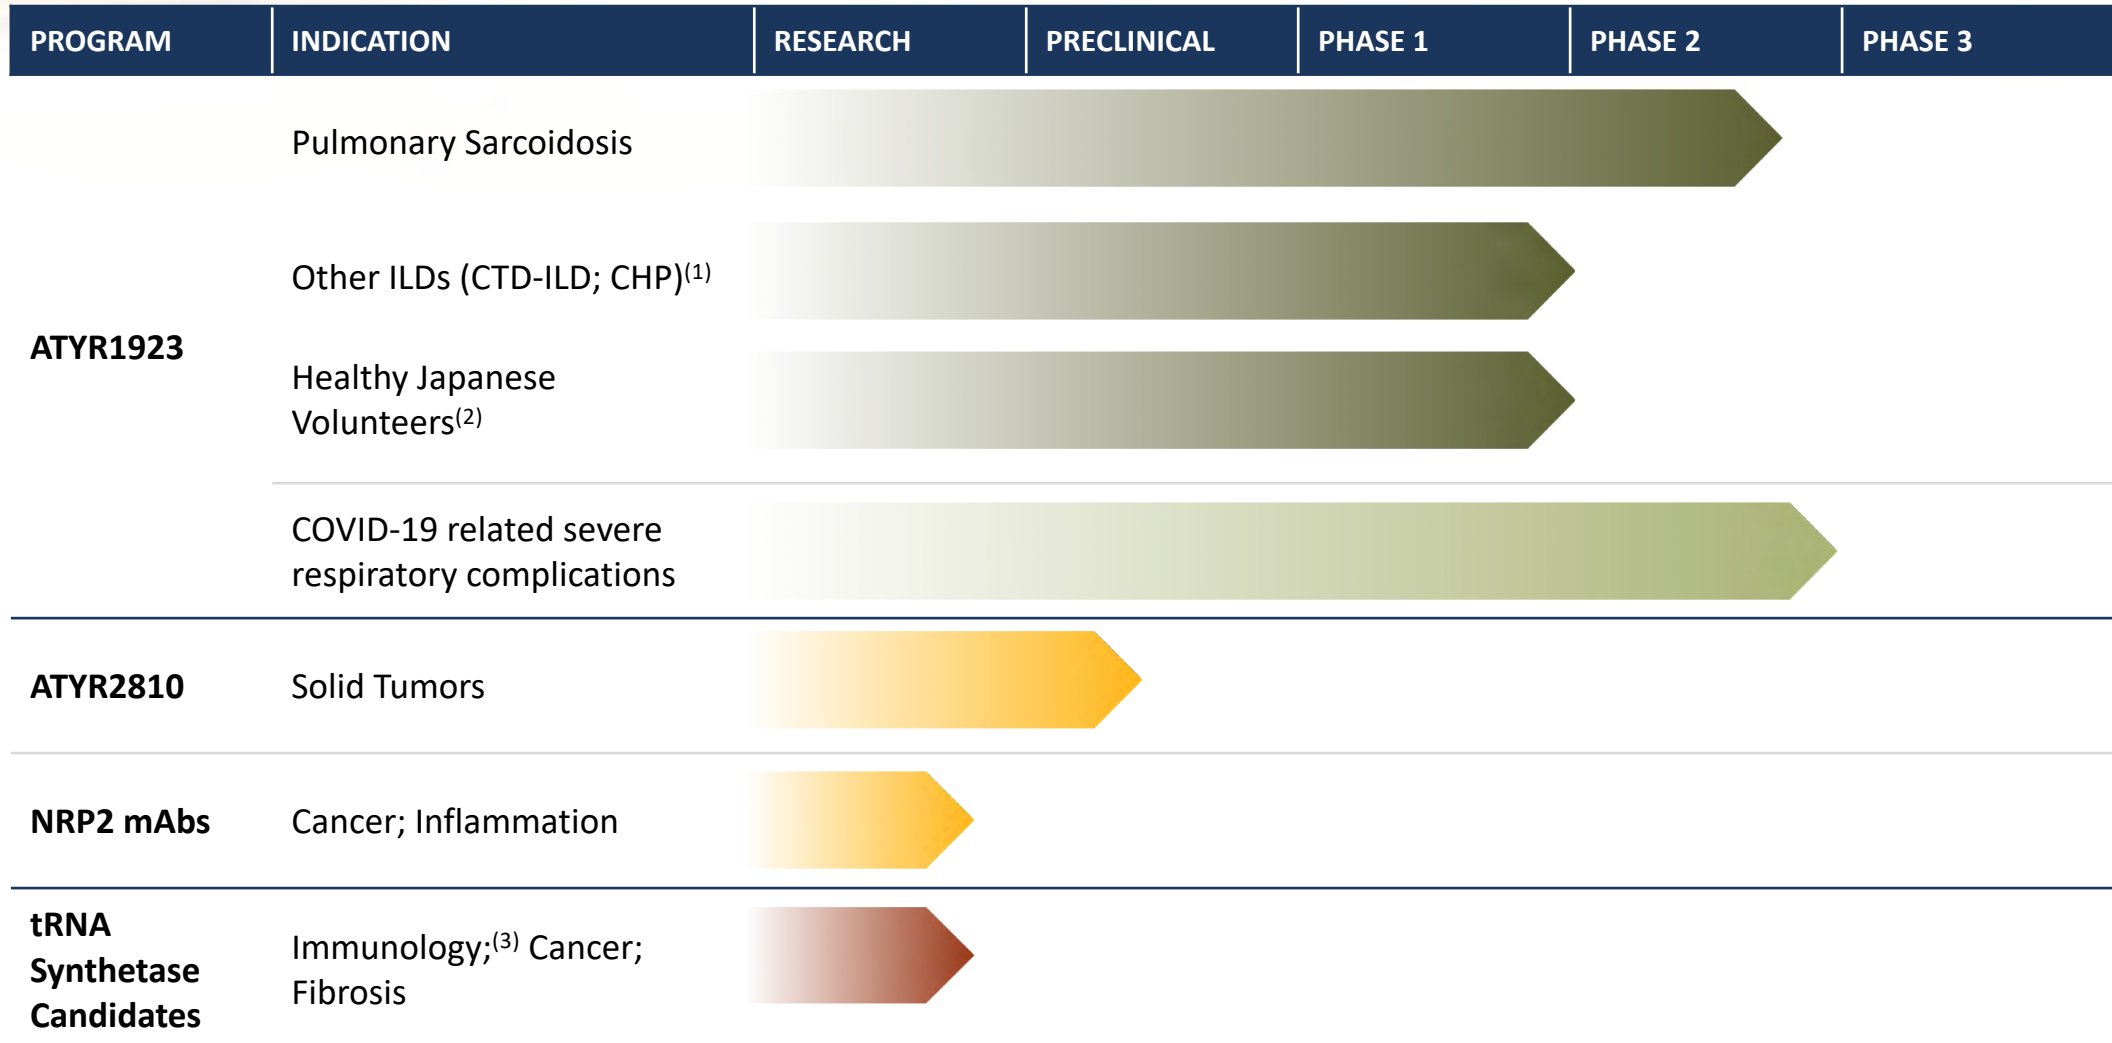 PROGRAM INDICATION RESEARCH PRECLINICAL PHASE 1 PHASE 2 PHASE 3
Pulmonary Sarcoidosis
Other ILDs (CTD-ILD; CHP)(1)
ATYR1923
Healthy Japanese
Volunteers(2)
COVID-19 related severe
respiratory complications
ATYR2810 Solid Tumors
NRP2 mAbs Cancer; Inflammation
tRNA
Synthetase
Candidates
Immunology;(3) Cancer;
Fibrosis